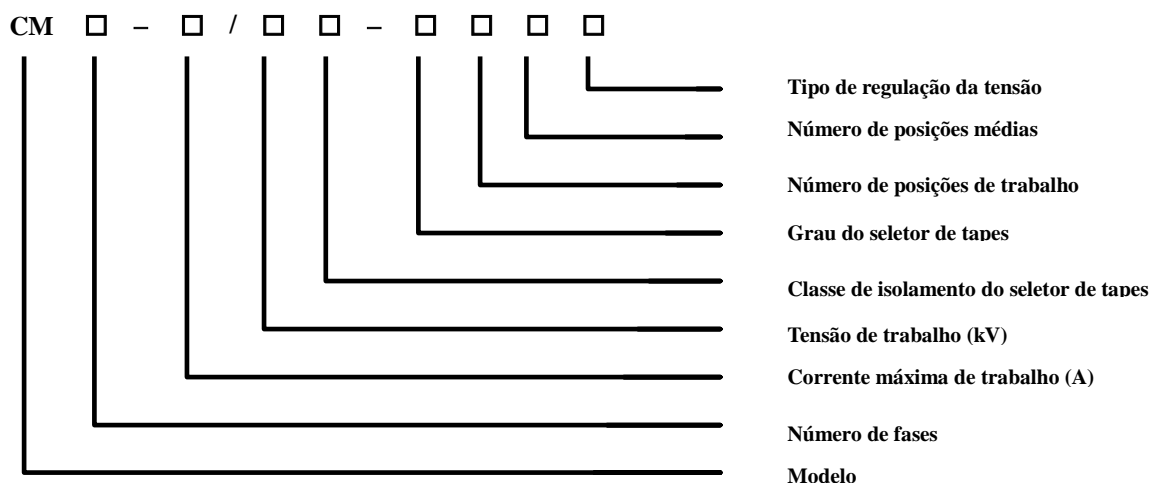 CM □ – □ / □ □ – □ □ □ □
Tipo de regulação da tensão
Número de posições médias
Número de posições de trabalho
Grau do seletor de tapes
Classe de isolamento do seletor de tapes
Tensão de trabalho (kV)
Corrente máxima de trabalho (A)
Número de fases
Modelo